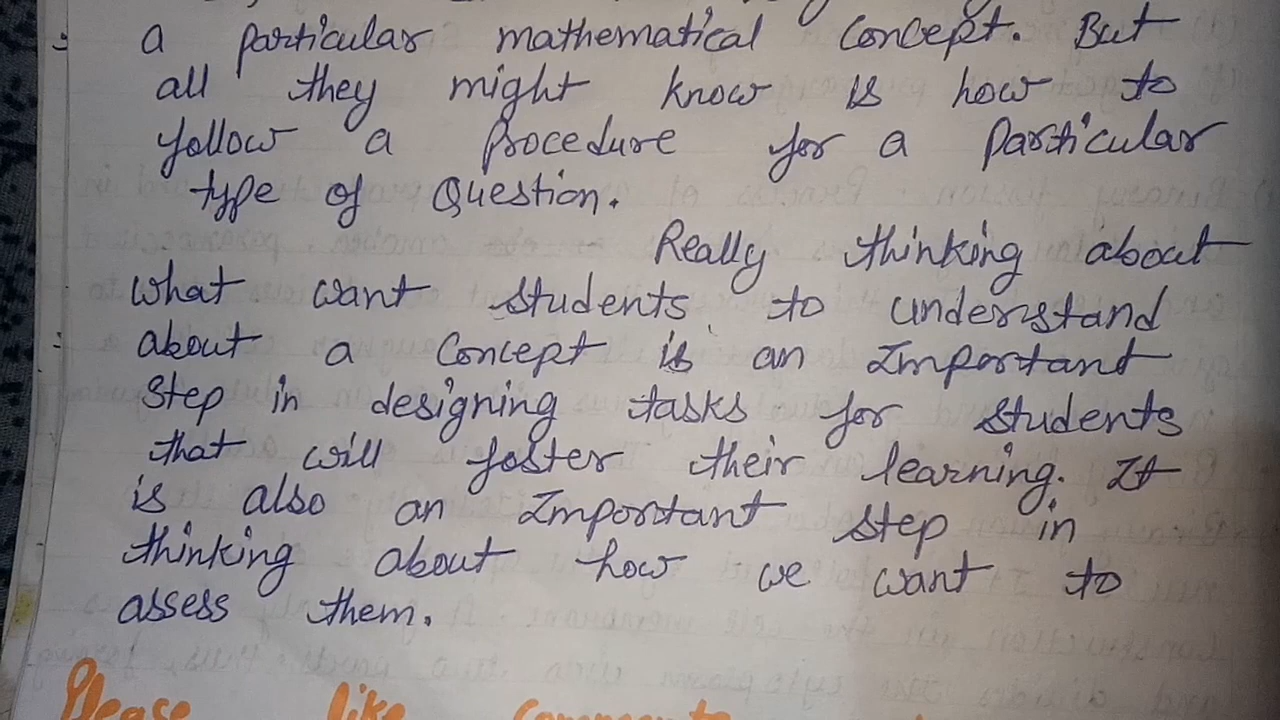 a particular mathematical Concept. But
all they might know is how to
follow a Procedure for a Particular
type of Question.
Really thinking about
what want students to understand
about a Concept is an Important
Step in designing tasks for students
that will foster their learning. It
is also an Important step in
thinking about how we want to
assess them.
Please like Comments